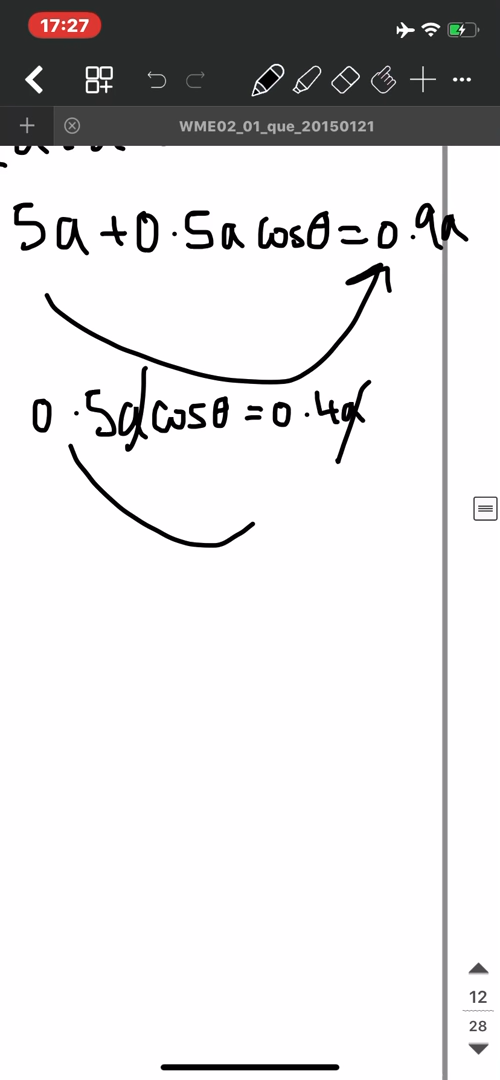 17:27
WME02_01_que_20150121
5a + 0.5a cosθ = 0.9a
0.5a cosθ = 0.4a
12
28